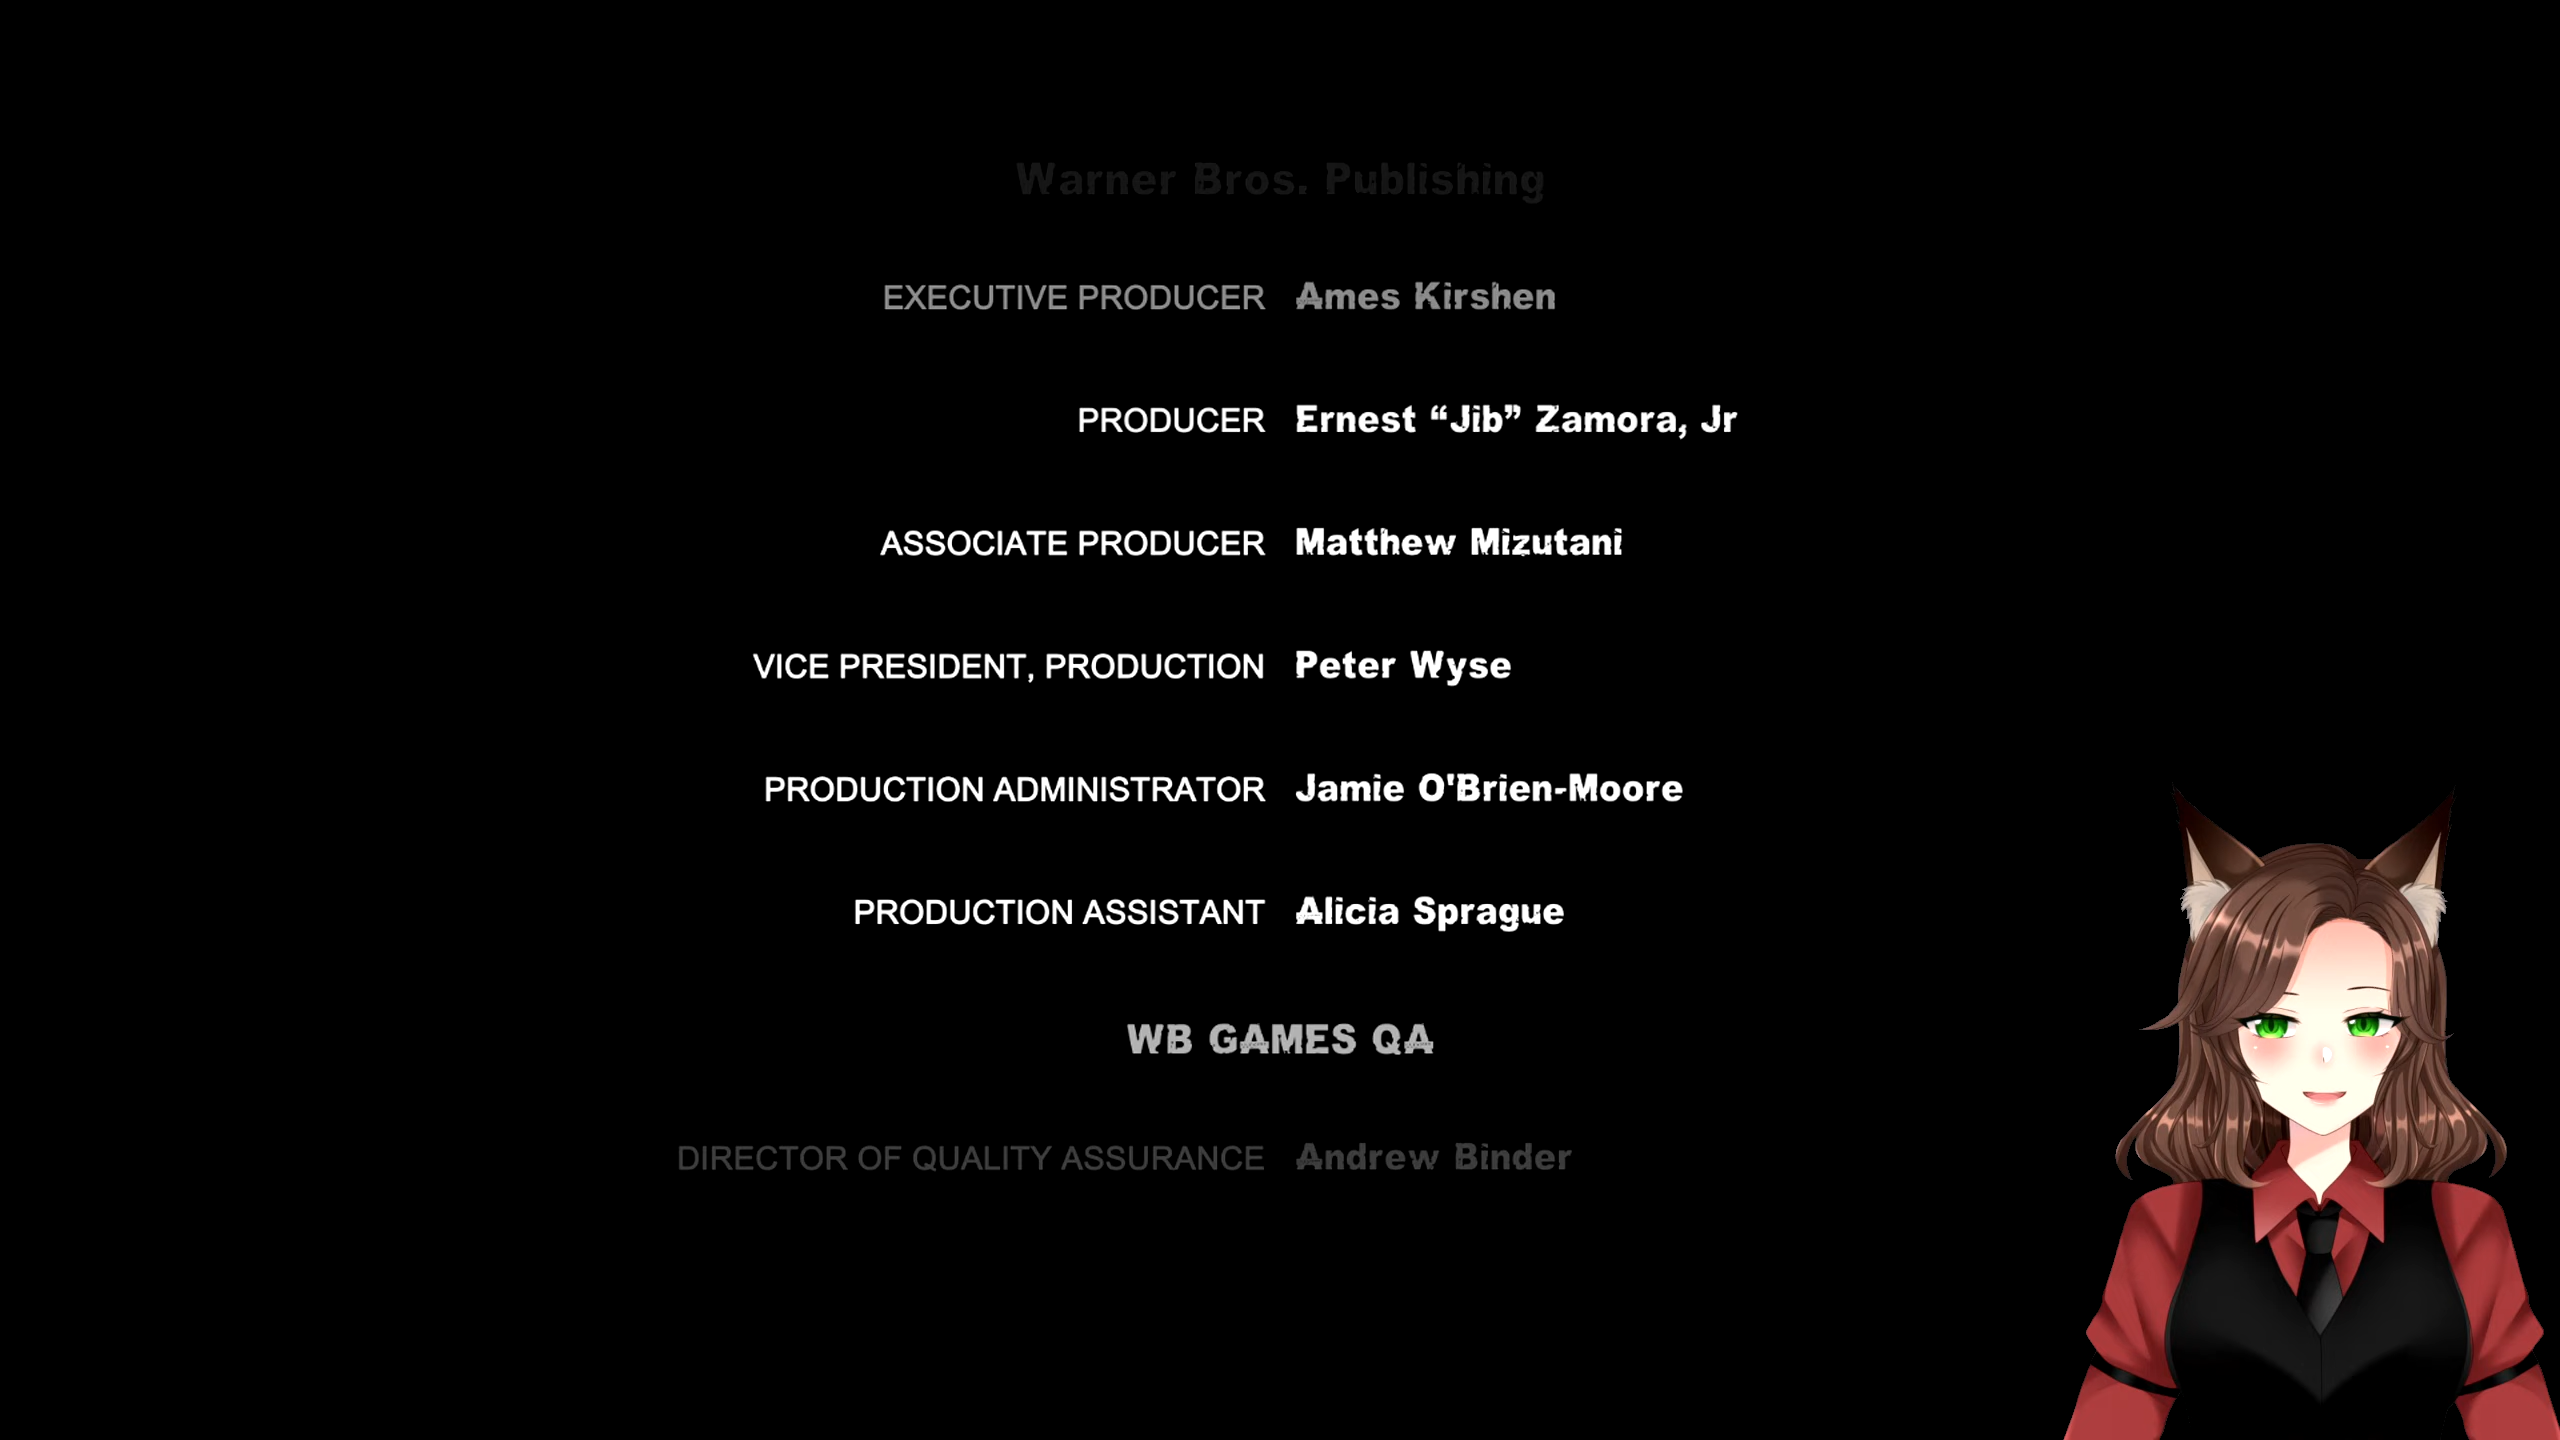 Warner Bros. Publishing
EXECUTIVE PRODUCER Ames Kirshen
PRODUCER Ernest “Jib” Zamora, Jr
ASSOCIATE PRODUCER Matthew Mizutani
VICE PRESIDENT, PRODUCTION Peter Wyse
PRODUCTION ADMINISTRATOR Jamie O'Brien-Moore
PRODUCTION ASSISTANT Alicia Sprague
WB GAMES QA
DIRECTOR OF QUALITY ASSURANCE Andrew Binder